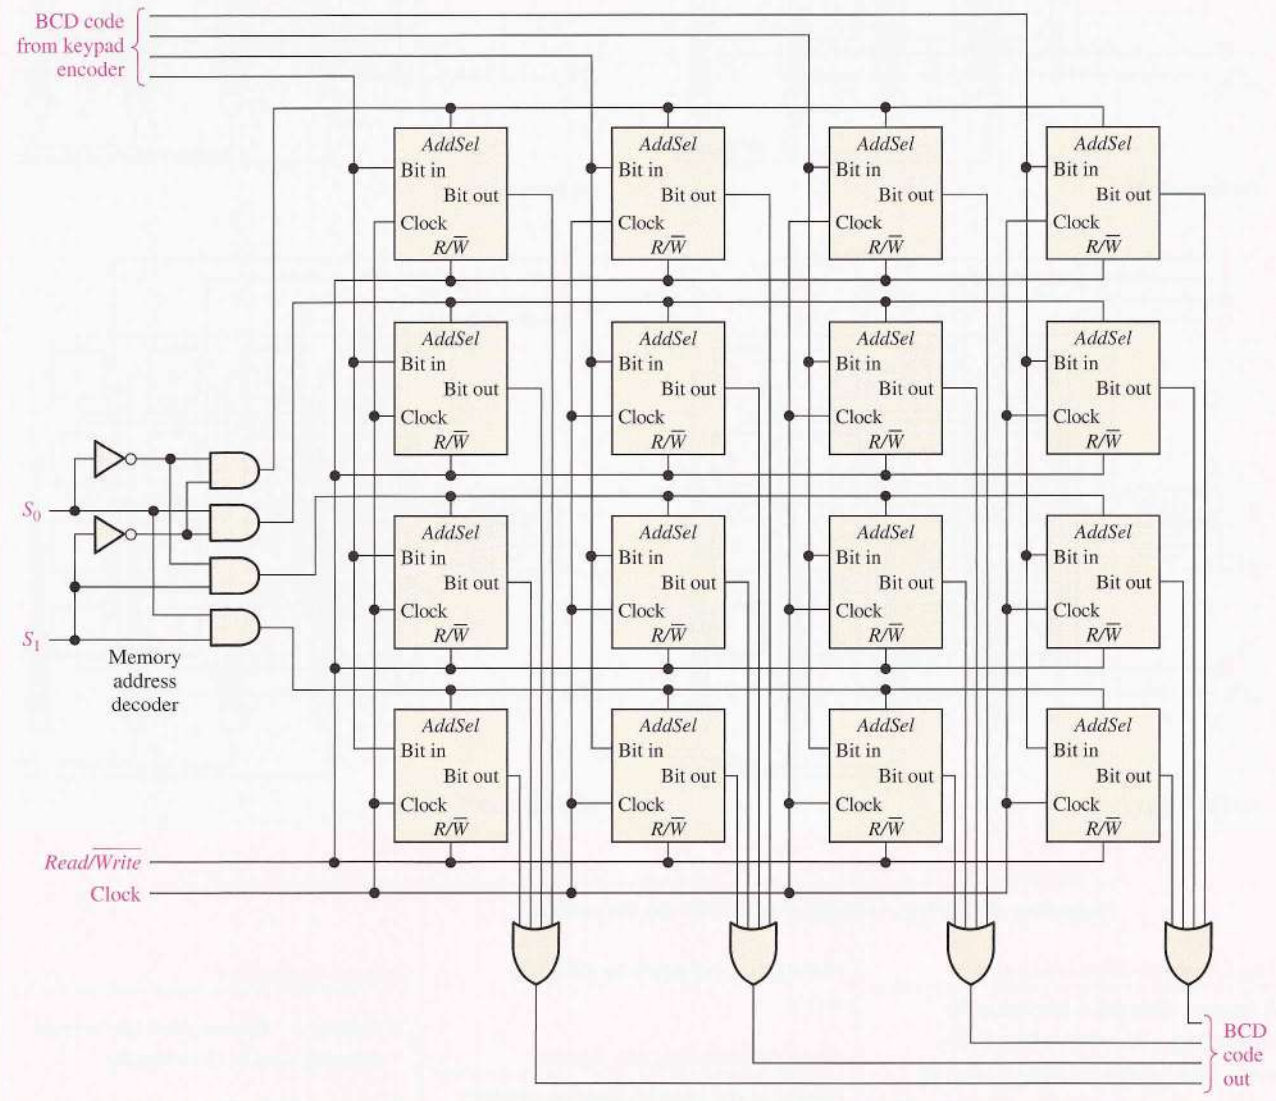 BCD code
from keypad
encoder
AddSel AddSel AddSel AddSel
Bit in Bit in Bit in Bit in
Bit out Bit out Bit out Bit out
Clock Clock Clock Clock
R/W̅ R/W̅ R/W̅ R/W̅
AddSel AddSel AddSel AddSel
Bit in Bit in Bit in Bit in
Bit out Bit out Bit out Bit out
Clock Clock Clock Clock
R/W̅ R/W̅ R/W̅ R/W̅
S₀
AddSel AddSel AddSel AddSel
Bit in Bit in Bit in Bit in
Bit out Bit out Bit out Bit out
Clock Clock Clock Clock
R/W̅ R/W̅ R/W̅ R/W̅
S₁
Memory
address
decoder
AddSel AddSel AddSel AddSel
Bit in Bit in Bit in Bit in
Bit out Bit out Bit out Bit out
Clock Clock Clock Clock
R/W̅ R/W̅ R/W̅ R/W̅
Read/W̅r̅i̅t̅e̅
Clock
BCD
code
out